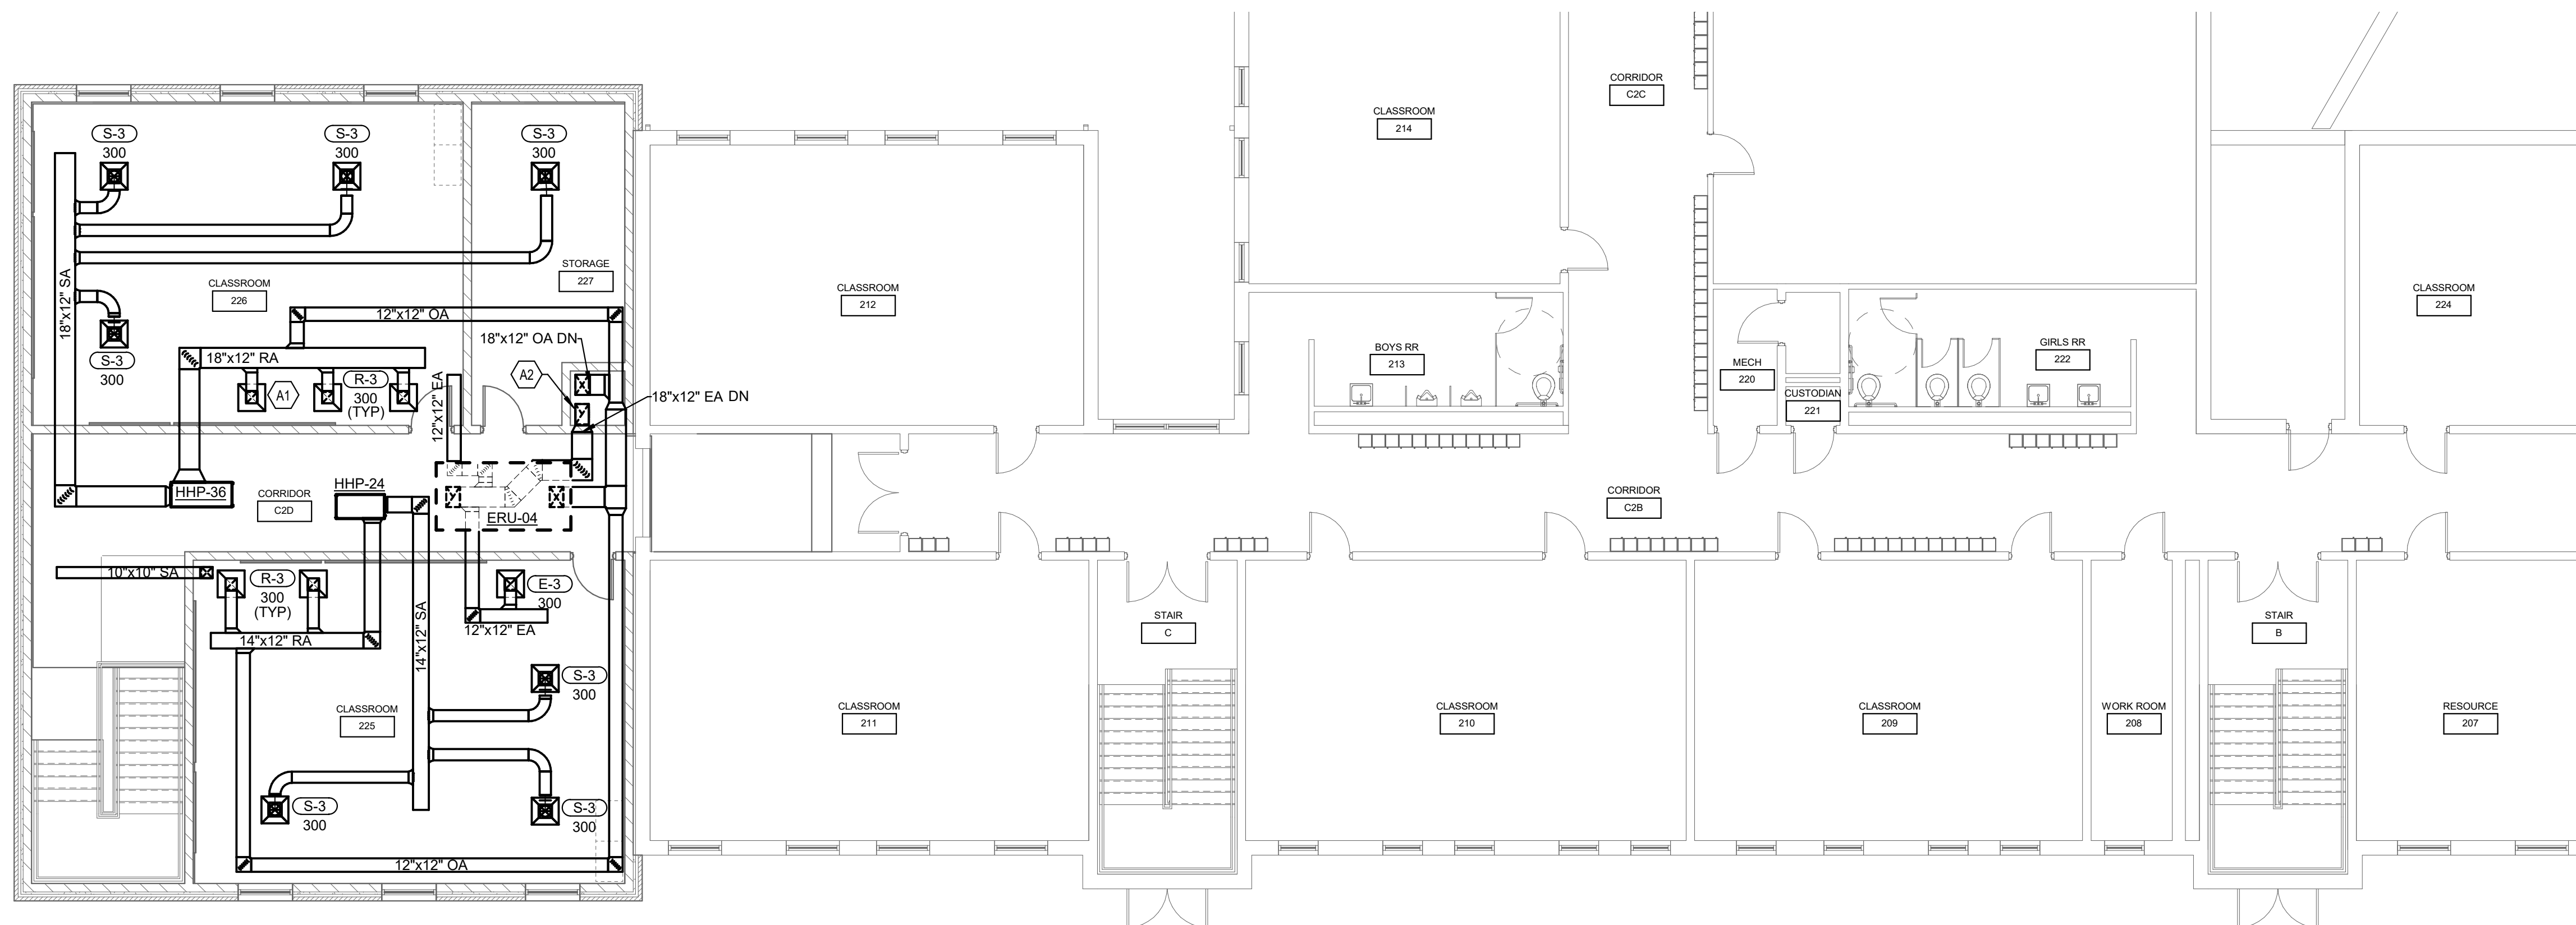 CORRIDOR
C2C
CLASSROOM
214
S-3
300
S-3
300
S-3
300
STORAGE
227
CLASSROOM
226
CLASSROOM
212
CLASSROOM
224
18"x12" SA
12"x12" OA
18"x12" OA DN
S-3
300
18"x12" RA
A1
R-3
300
(TYP)
12"x12" EA
A2
18"x12" EA DN
BOYS RR
213
MECH
220
CUSTODIAN
221
GIRLS RR
222
HHP-36
HHP-24
CORRIDOR
C2D
ERU-04
CORRIDOR
C2B
10"x10" SA
R-3
300
(TYP)
E-3
300
14"x12" RA
14"x12" SA
12"x12" EA
STAIR
C
STAIR
B
S-3
300
CLASSROOM
225
CLASSROOM
211
CLASSROOM
210
CLASSROOM
209
WORK ROOM
208
RESOURCE
207
S-3
300
S-3
300
12"x12" OA